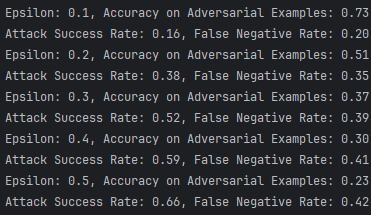 Epsilon: 0.1, Accuracy on Adversarial Examples: 0.73
Attack Success Rate: 0.16, False Negative Rate: 0.20
Epsilon: 0.2, Accuracy on Adversarial Examples: 0.51
Attack Success Rate: 0.38, False Negative Rate: 0.35
Epsilon: 0.3, Accuracy on Adversarial Examples: 0.37
Attack Success Rate: 0.52, False Negative Rate: 0.39
Epsilon: 0.4, Accuracy on Adversarial Examples: 0.30
Attack Success Rate: 0.59, False Negative Rate: 0.41
Epsilon: 0.5, Accuracy on Adversarial Examples: 0.23
Attack Success Rate: 0.66, False Negative Rate: 0.42